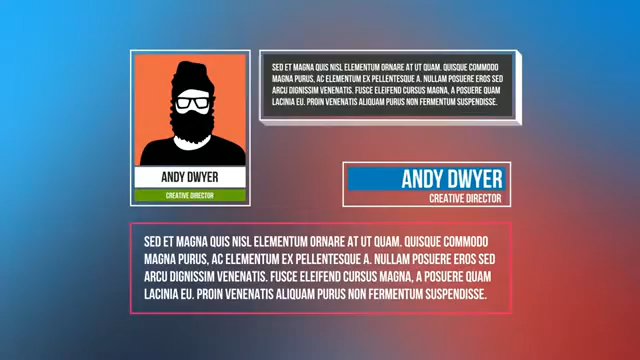 SED ET MAGNA QUIS NISL ELEMENTUM ORNARE AT UT QUAM. QUISQUE COMMODO
MAGNA PURUS, AC ELEMENTUM EX PELLENTESQUE A. NULLAM POSUERE EROS SED
ARCU DIGNISSIM VENENATIS. FUSCE ELEIFEND CURSUS MAGNA, A POSUERE QUAM
LACINIA EU. PROIN VENENATIS ALIQUAM PURUS NON FERMENTUM SUSPENDISSE.
ANDY DWYER
CREATIVE DIRECTOR
ANDY DWYER
CREATIVE DIRECTOR
SED ET MAGNA QUIS NISL ELEMENTUM ORNARE AT UT QUAM. QUISQUE COMMODO
MAGNA PURUS, AC ELEMENTUM EX PELLENTESQUE A. NULLAM POSUERE EROS SED
ARCU DIGNISSIM VENENATIS. FUSCE ELEIFEND CURSUS MAGNA, A POSUERE QUAM
LACINIA EU. PROIN VENENATIS ALIQUAM PURUS NON FERMENTUM SUSPENDISSE.